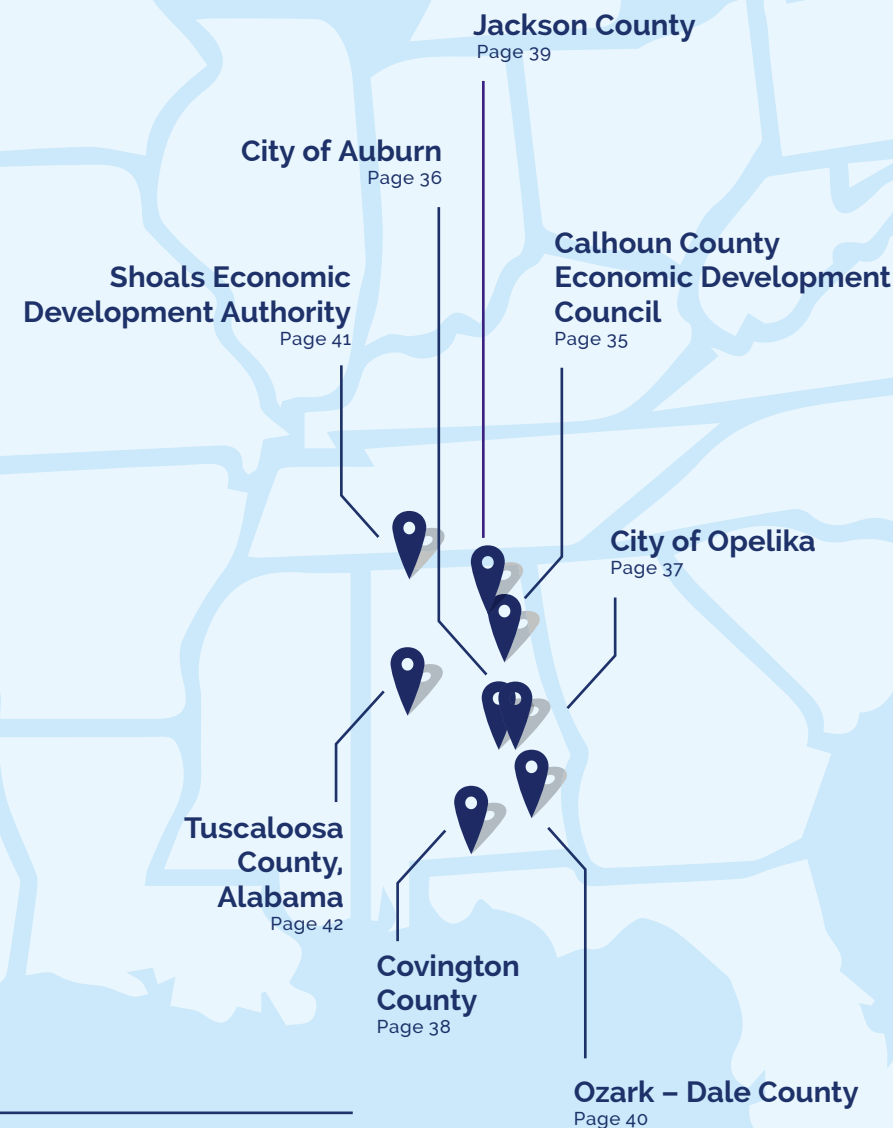 Jackson County
Page 39
City of Auburn
Page 36
Calhoun County
Economic Development
Council
Page 35
Shoals Economic
Development Authority
Page 41
City of Opelika
Page 37
Tuscaloosa
County,
Alabama
Page 42
Covington
County
Page 38
Ozark – Dale County
Page 40